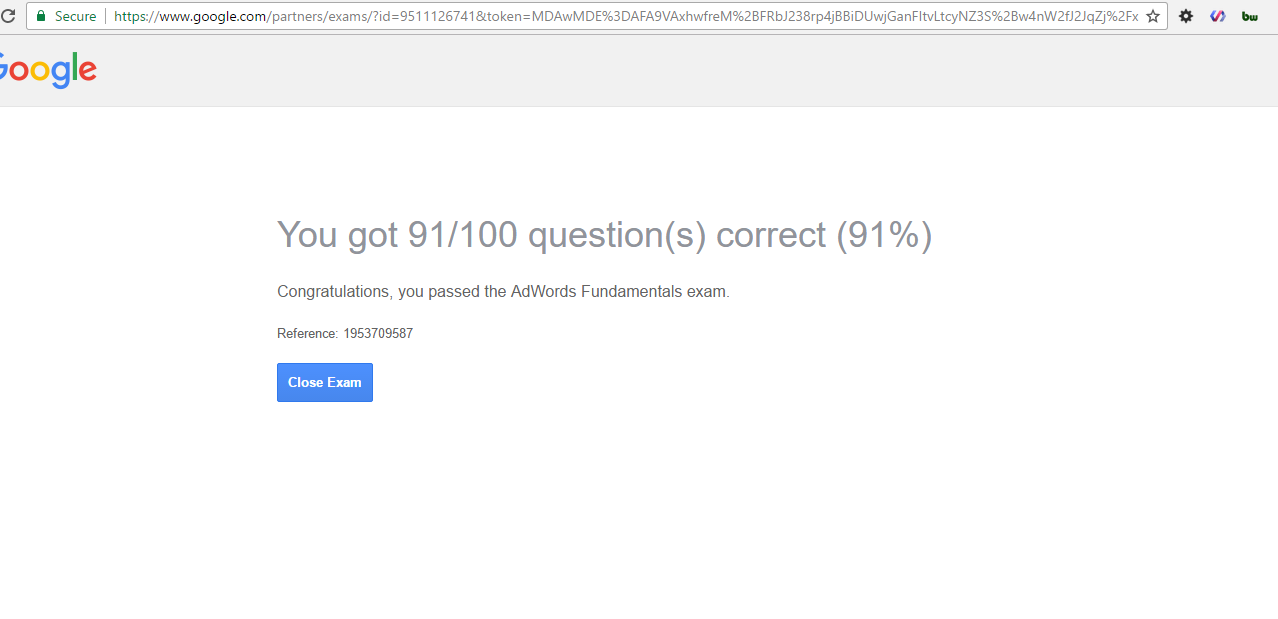 Secure https://www.google.com/partners/exams/?id=9511126741&token=MDAwMDE%3DAFA9VAxhwfreM%2BFRbJ238rp4jBBiDUwjGanFItvLtcyNZ3S%2Bw4nW2fJ2JqZj%2Fx bw
Google
You got 91/100 question(s) correct (91%)
Congratulations, you passed the AdWords Fundamentals exam.
Reference: 1953709587
Close Exam